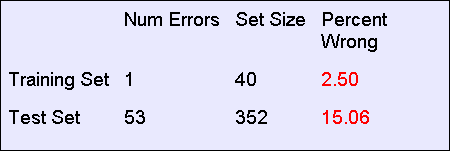 Num Errors Set Size Percent
Wrong
Training Set 1 40 2.50
Test Set 53 352 15.06